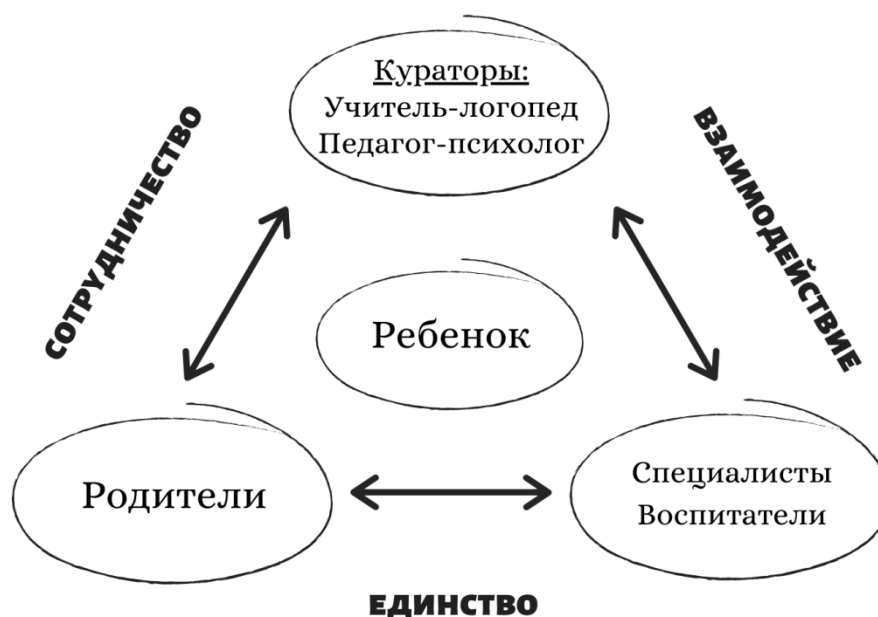 Кураторы:
Учитель-логопед
Педагог-психолог
СОТРУДНИЧЕСТВО
ВЗАИМОДЕЙСТВИЕ
Ребенок
Родители
Специалисты
Воспитатели
ЕДИНСТВО